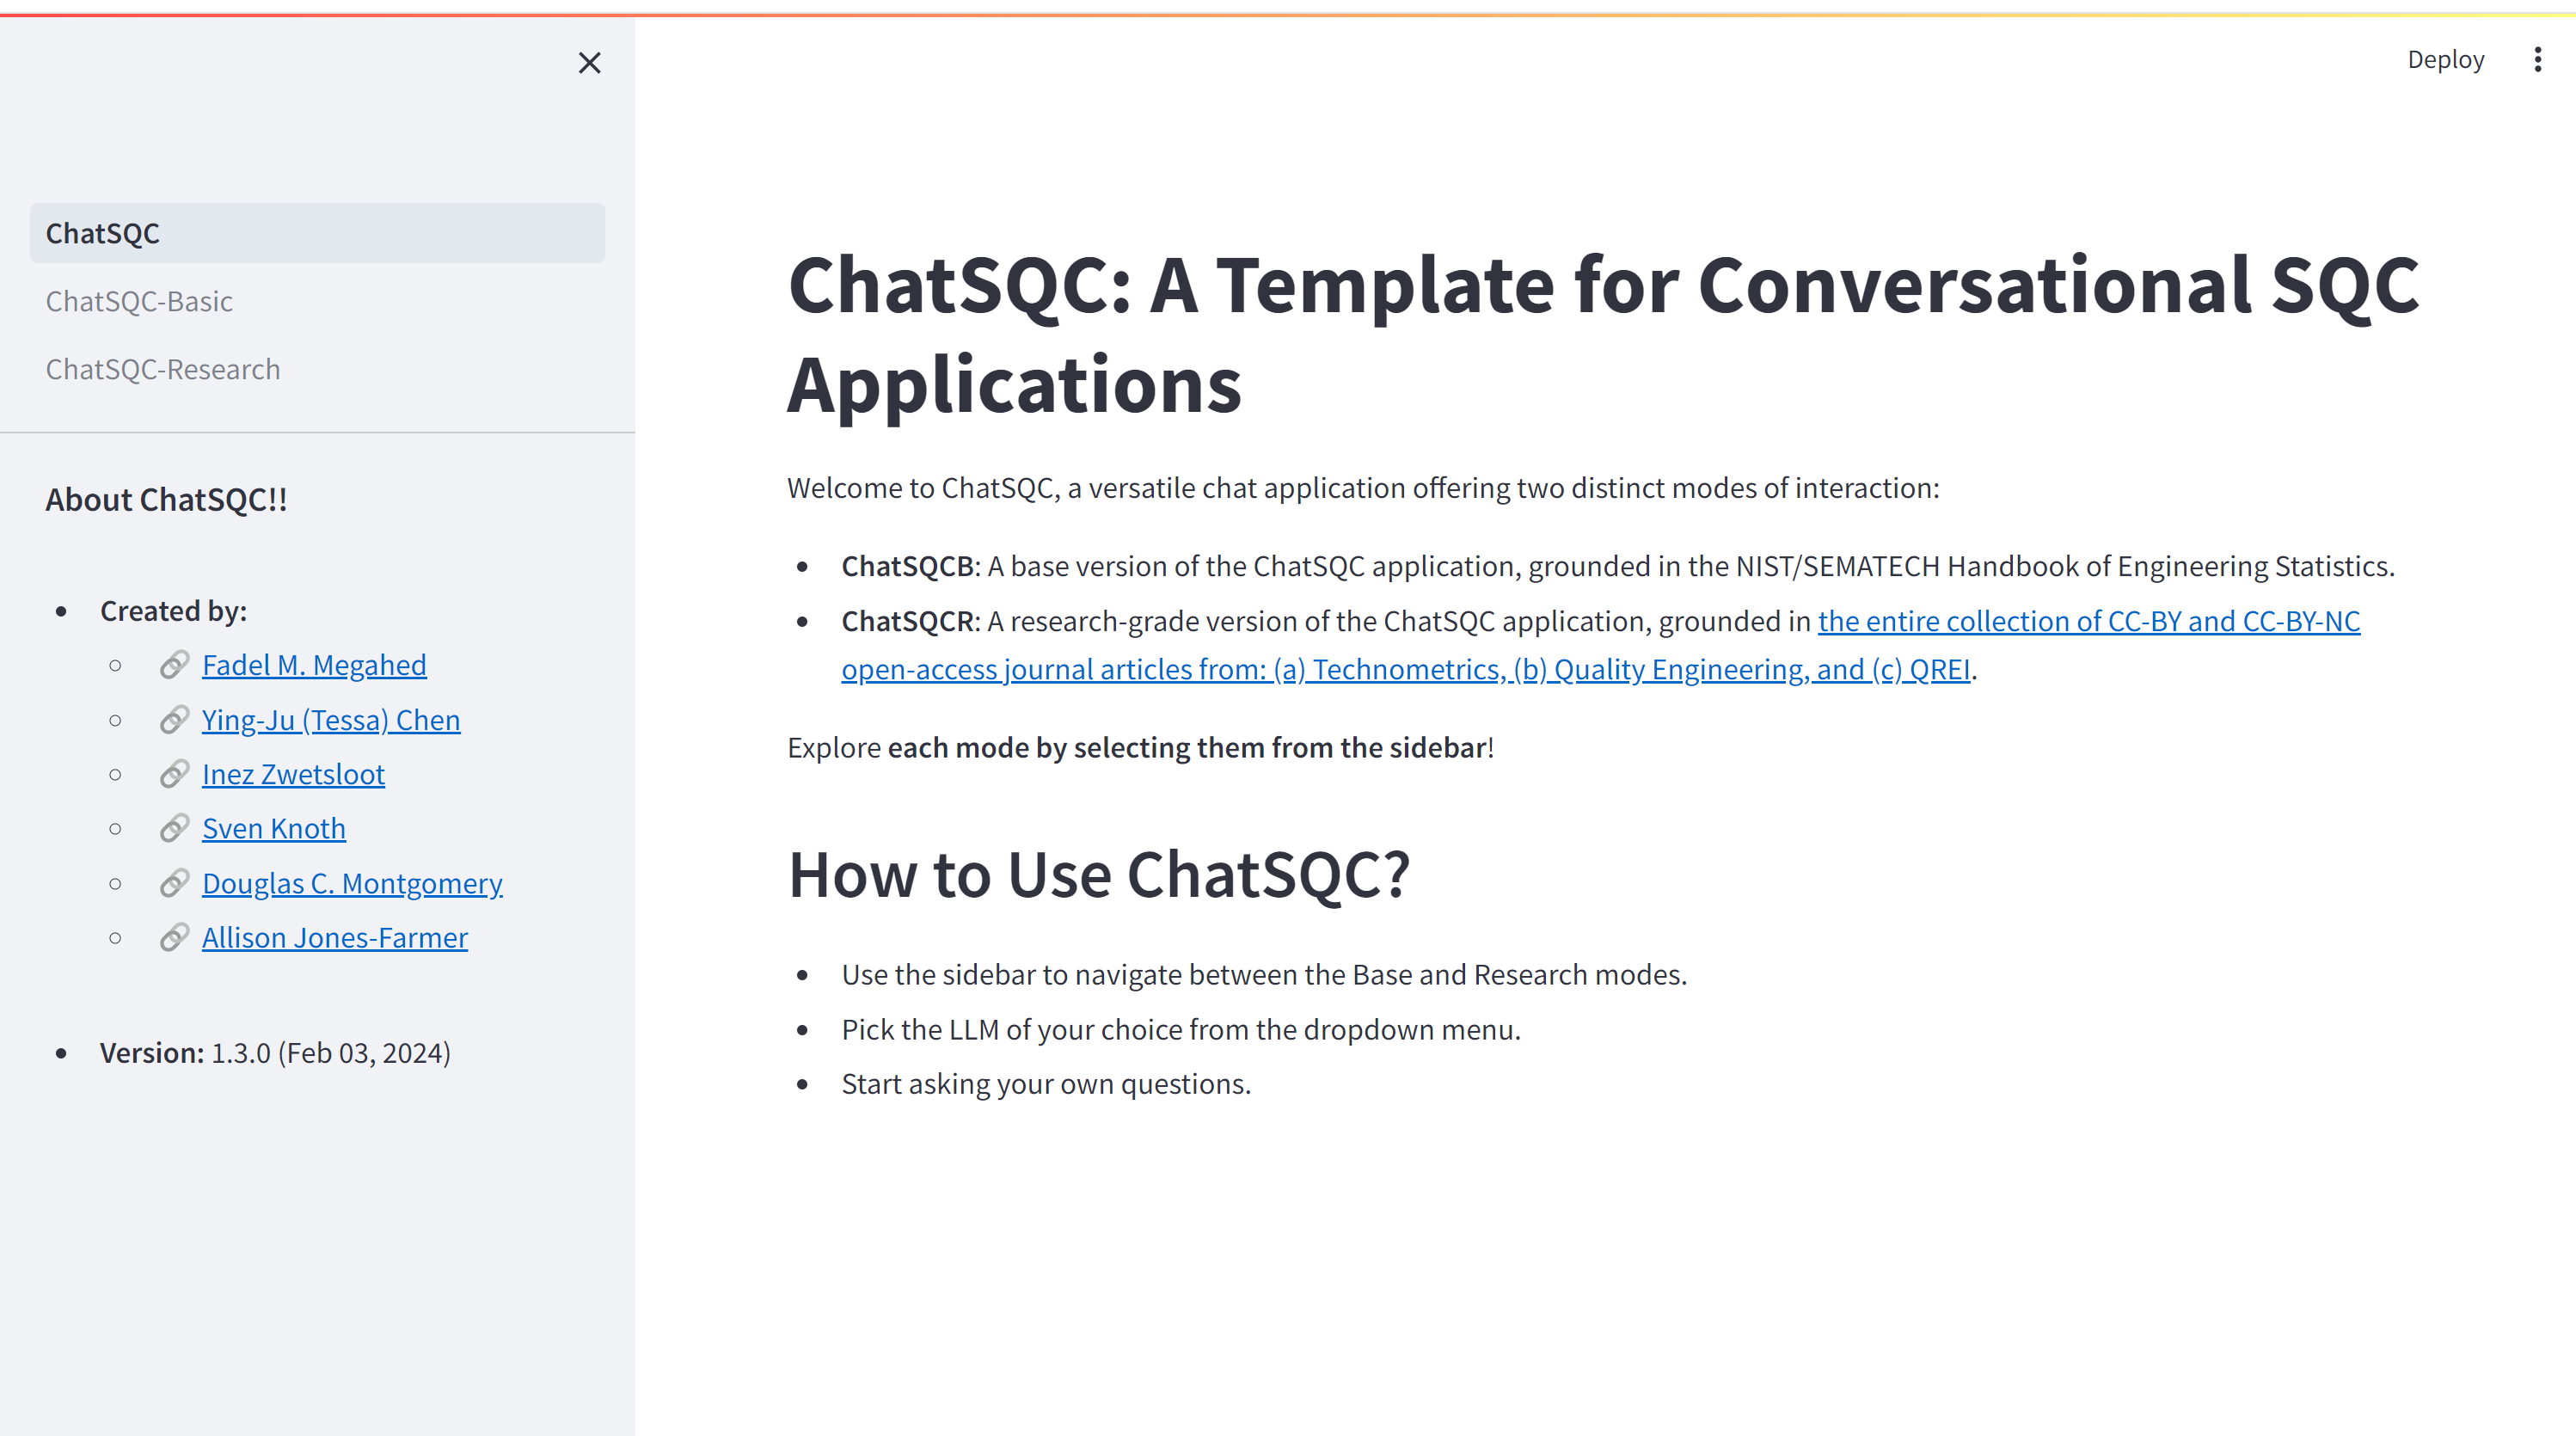 Deploy
ChatSQC
ChatSQC-Basic
ChatSQC-Research
About ChatSQC!!
Created by:
Fadel M. Megahed
Ying-Ju (Tessa) Chen
Inez Zwetsloot
Sven Knoth
Douglas C. Montgomery
Allison Jones-Farmer
Version: 1.3.0 (Feb 03, 2024)
ChatSQC: A Template for Conversational SQC
Applications
Welcome to ChatSQC, a versatile chat application offering two distinct modes of interaction:
ChatSQCB: A base version of the ChatSQC application, grounded in the NIST/SEMATECH Handbook of Engineering Statistics.
ChatSQCR: A research-grade version of the ChatSQC application, grounded in the entire collection of CC-BY and CC-BY-NC
open-access journal articles from: (a) Technometrics, (b) Quality Engineering, and (c) QREI.
Explore each mode by selecting them from the sidebar!
How to Use ChatSQC?
Use the sidebar to navigate between the Base and Research modes.
Pick the LLM of your choice from the dropdown menu.
Start asking your own questions.